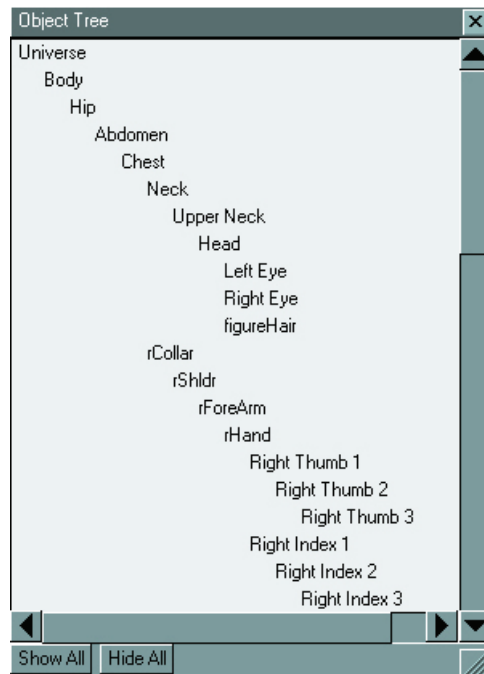 Object Tree
Universe
Body
Hip
Abdomen
Chest
Neck
Upper Neck
Head
Left Eye
Right Eye
figureHair
rCollar
rShldr
rForeArm
rHand
Right Thumb 1
Right Thumb 2
Right Thumb 3
Right Index 1
Right Index 2
Right Index 3
Show All Hide All